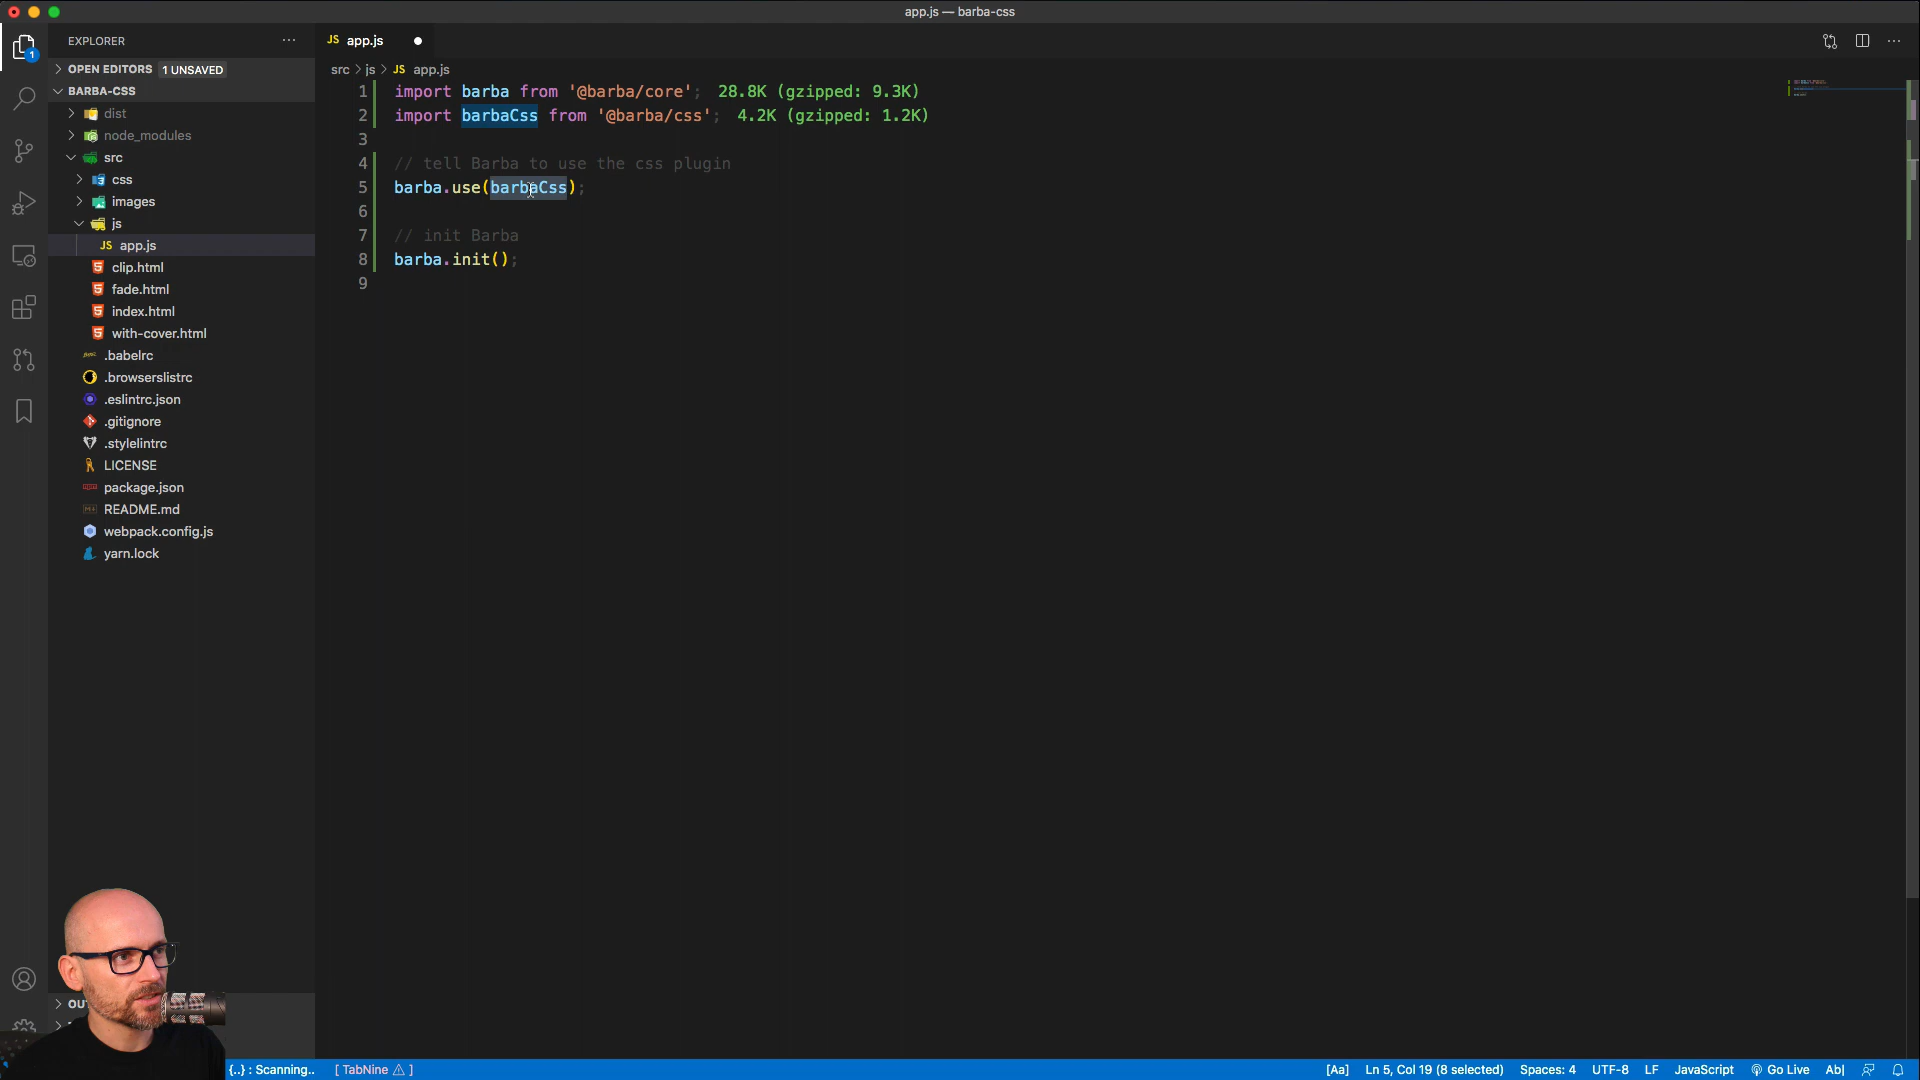 app.js — barba-css
EXPLORER
JS app.js
OPEN EDITORS 1 UNSAVED
src > js > JS app.js
BARBA-CSS
dist
node_modules
src
css
images
js
JS app.js
clip.html
fade.html
index.html
with-cover.html
.babelrc
.browserslistrc
.eslintrc.json
.gitignore
.stylelintrc
LICENSE
package.json
README.md
webpack.config.js
yarn.lock
1 import barba from '@barba/core'; 28.8K (gzipped: 9.3K)
2 import barbaCss from '@barba/css'; 4.2K (gzipped: 1.2K)
3
4 // tell Barba to use the css plugin
5 barba.use(barbaCss);
6
7 // init Barba
8 barba.init();
9
{..} : Scanning.. [ TabNine ⚠ ] [Aa] Ln 5, Col 19 (8 selected) Spaces: 4 UTF-8 LF JavaScript Go Live Ab|